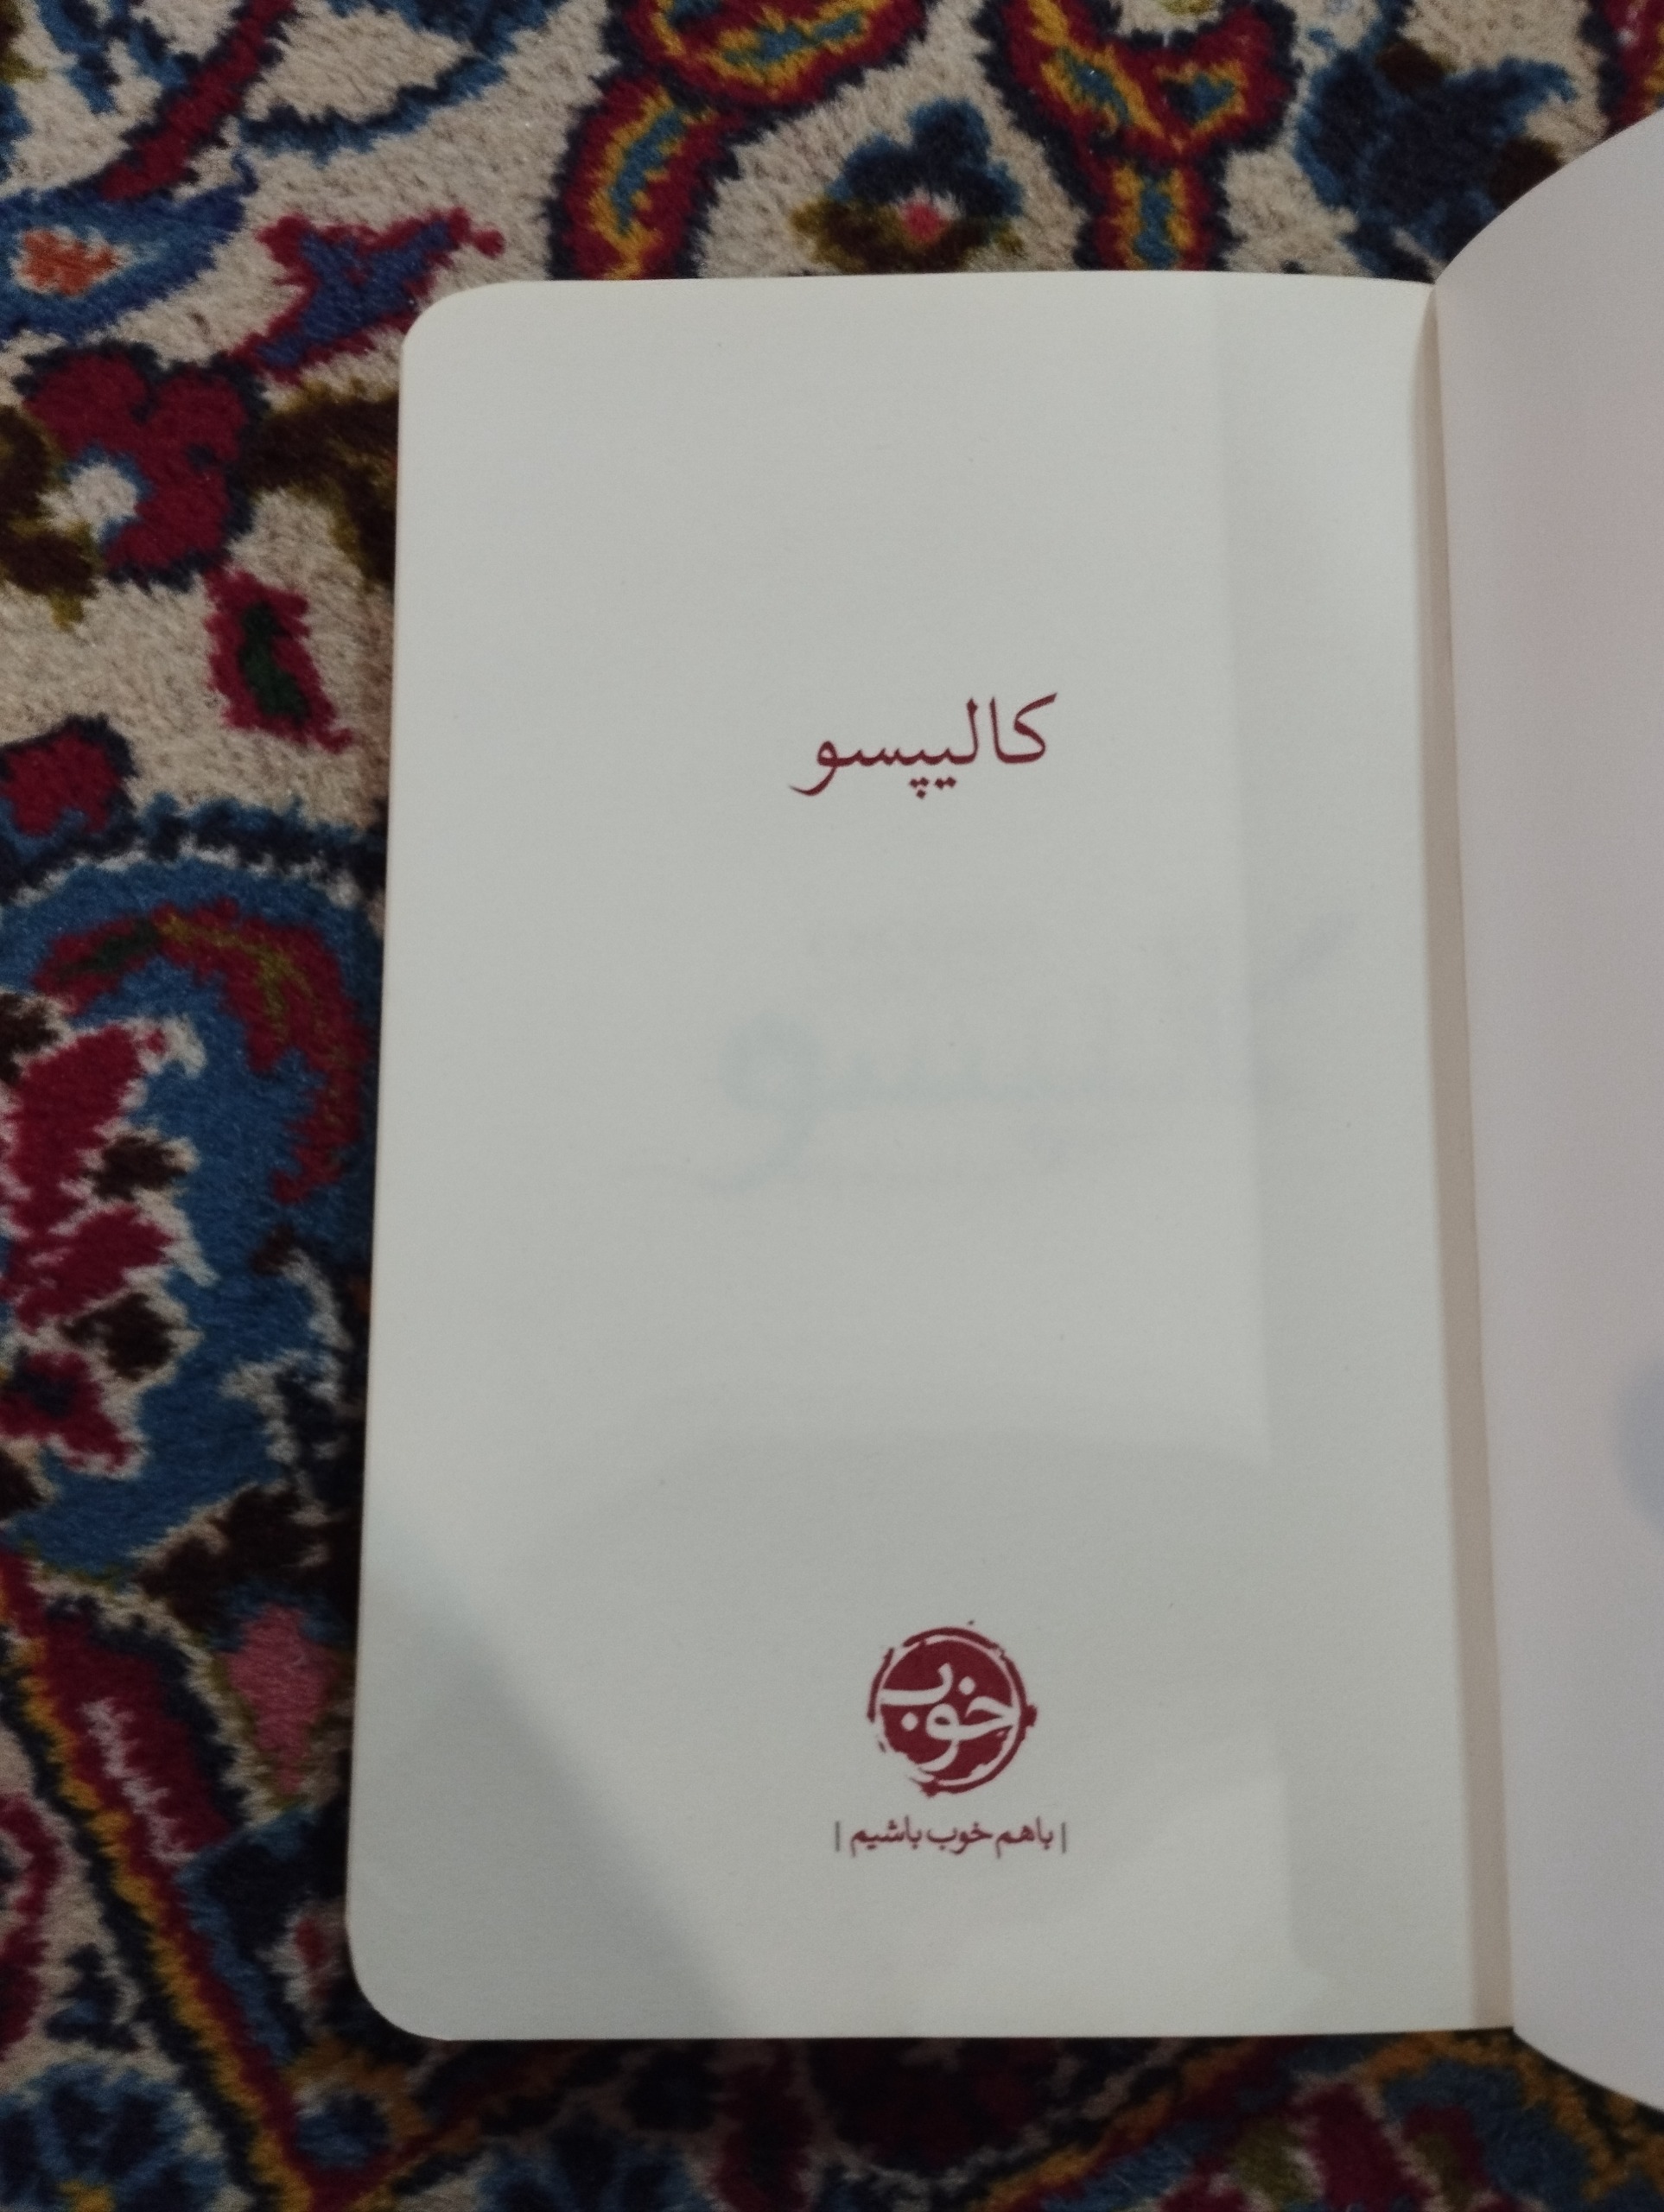 کالیپسو
خوب
| باهم خوب باشیم |